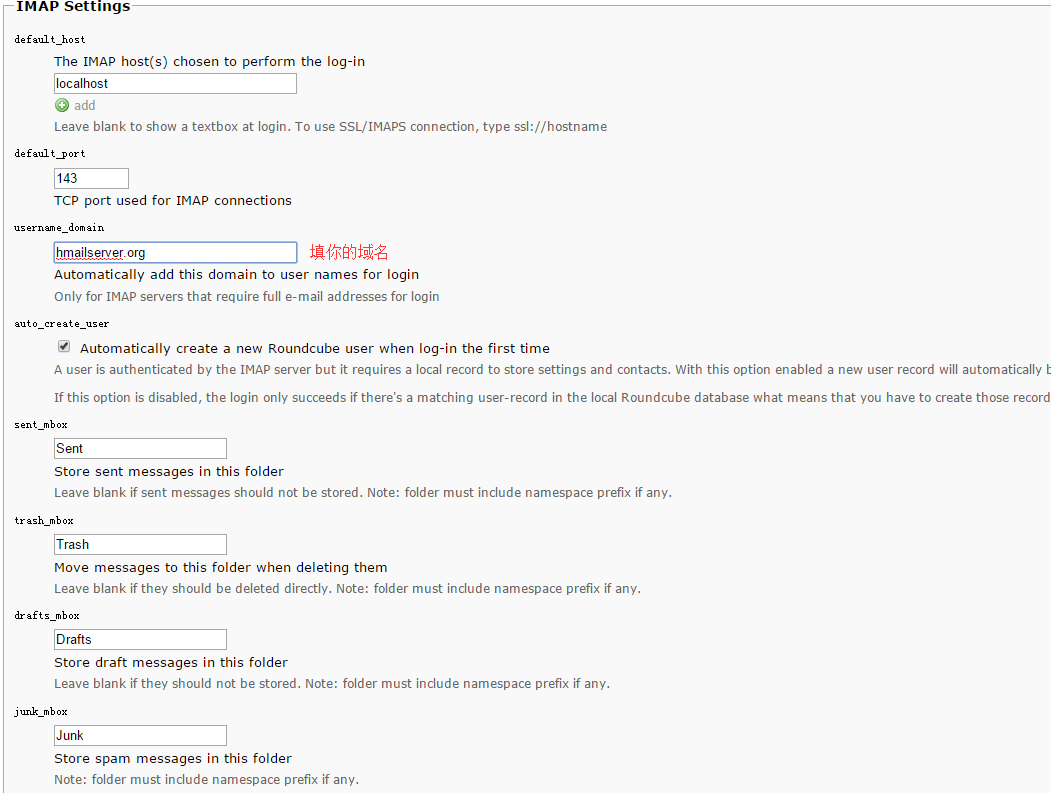 IMAP Settings
default_host
The IMAP host(s) chosen to perform the log-in
localhost
add
Leave blank to show a textbox at login. To use SSL/IMAPS connection, type ssl://hostname
default_port
143
TCP port used for IMAP connections
username_domain
hmailserver.org 填你的域名
Automatically add this domain to user names for login
Only for IMAP servers that require full e-mail addresses for login
auto_create_user
Automatically create a new Roundcube user when log-in the first time
A user is authenticated by the IMAP server but it requires a local record to store settings and contacts. With this option enabled a new user record will automatically b
If this option is disabled, the login only succeeds if there's a matching user-record in the local Roundcube database what means that you have to create those record
sent_mbox
Sent
Store sent messages in this folder
Leave blank if sent messages should not be stored. Note: folder must include namespace prefix if any.
trash_mbox
Trash
Move messages to this folder when deleting them
Leave blank if they should be deleted directly. Note: folder must include namespace prefix if any.
drafts_mbox
Drafts
Store draft messages in this folder
Leave blank if they should not be stored. Note: folder must include namespace prefix if any.
junk_mbox
Junk
Store spam messages in this folder
Note: folder must include namespace prefix if any.